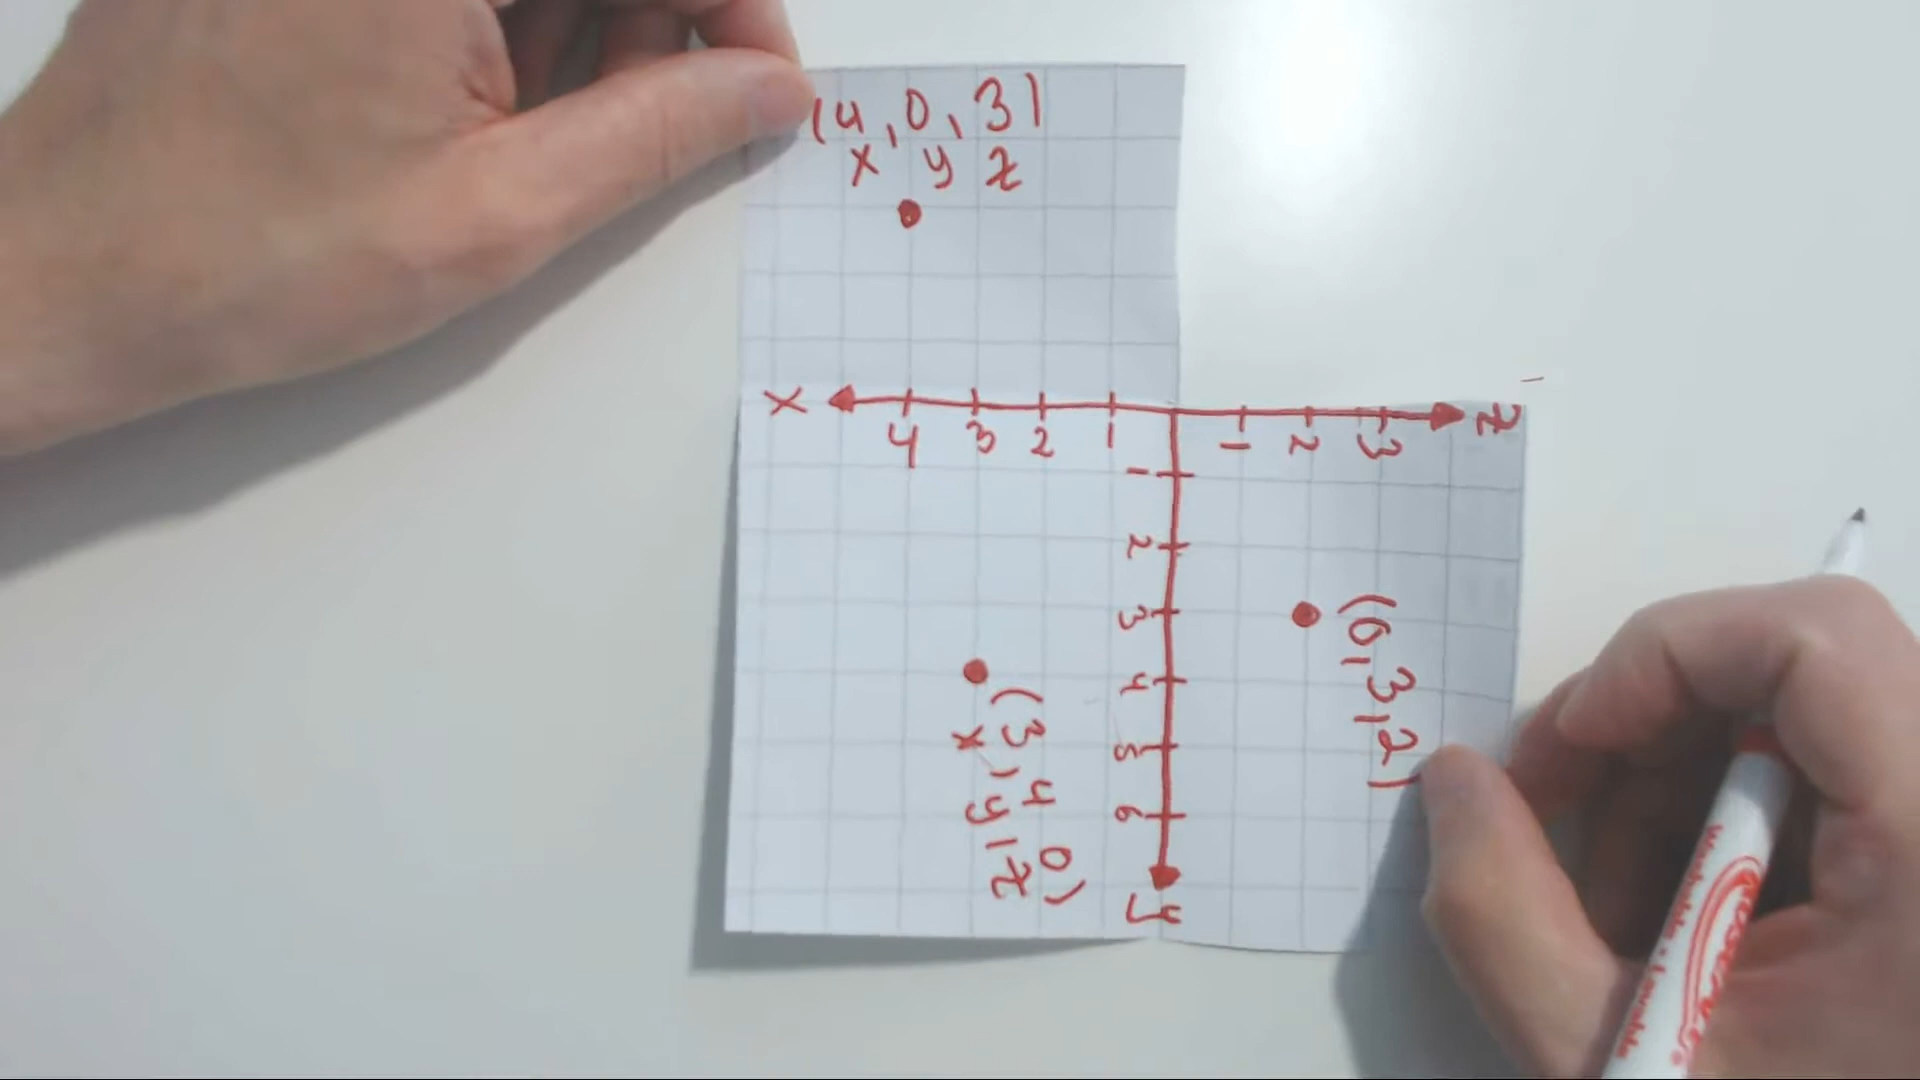 (4,0,3)
x y z
x
4 3 2 1
1 2 3
z
1
2
3
4
5
6
y
(0,3,2)
(3,4 0)
x,y,z
Washable